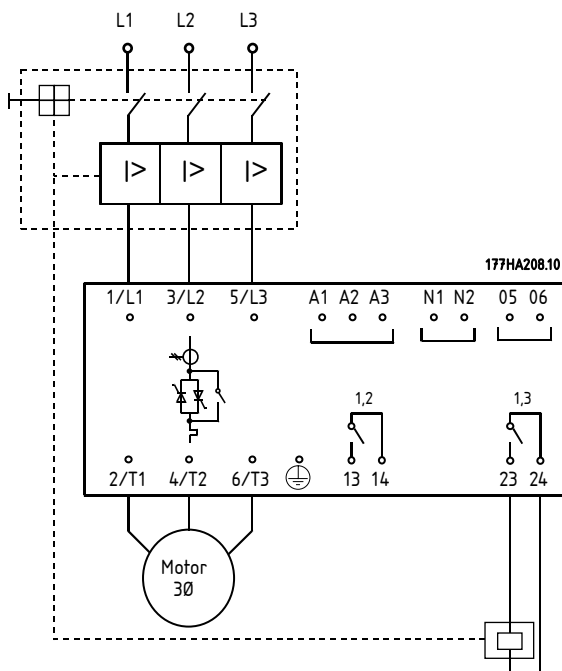 L1 L2 L3
|> |> |>
177HA208.10
1/L1 3/L2 5/L3 A1 A2 A3 N1 N2 05 06
1,2 1,3
2/T1 4/T2 6/T3 13 14 23 24
Motor
3Ø